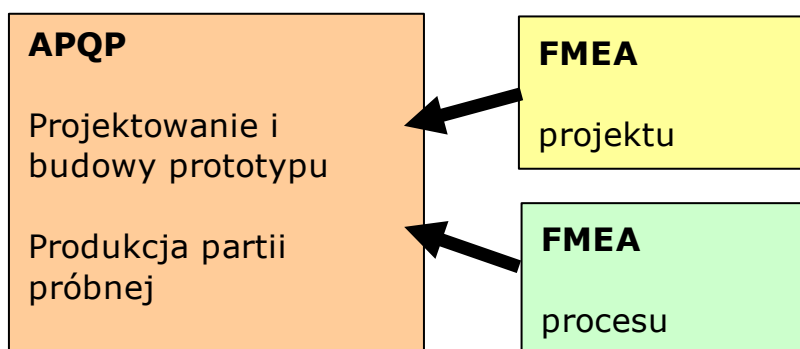 APQP
Projektowanie i
budowy prototypu
Produkcja partii
próbnej
FMEA
projektu
FMEA
procesu